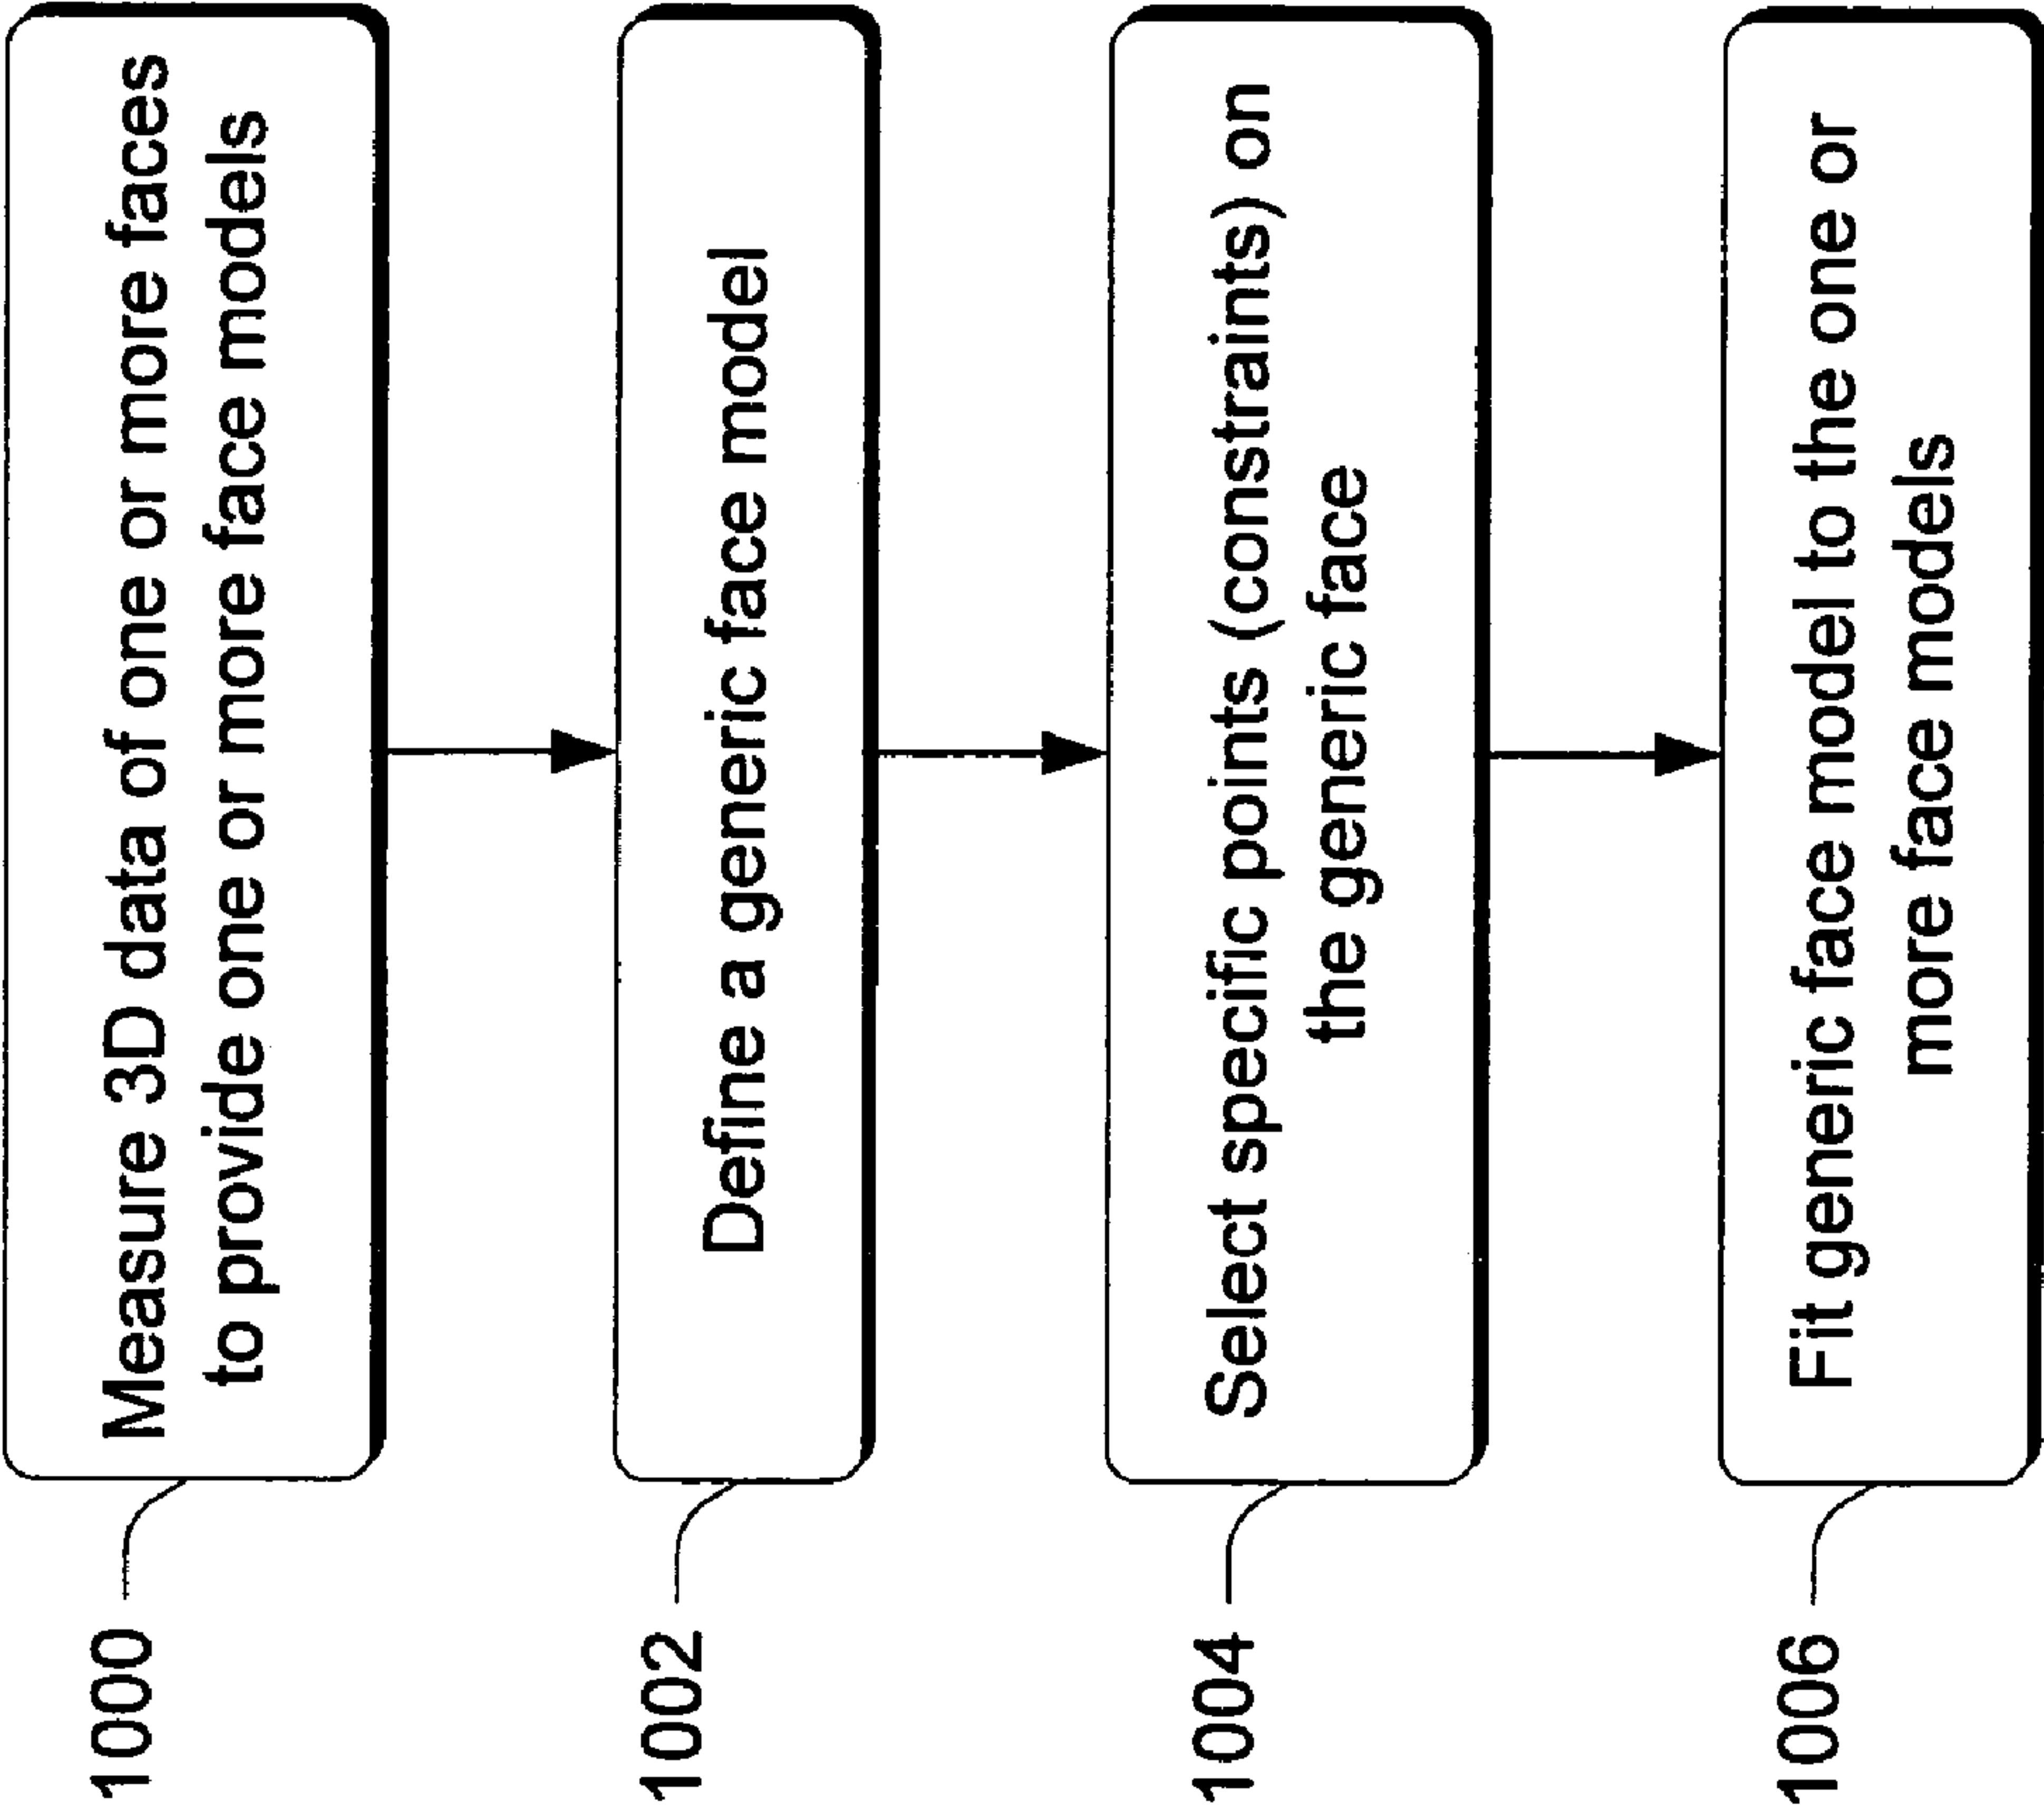 1000
Measure 3D data of one or more faces
to provide one or more face models
1002
Define a generic face model
1004
Select specific points (constraints) on
the generic face
1006
Fit generic face model to the one or
more face models